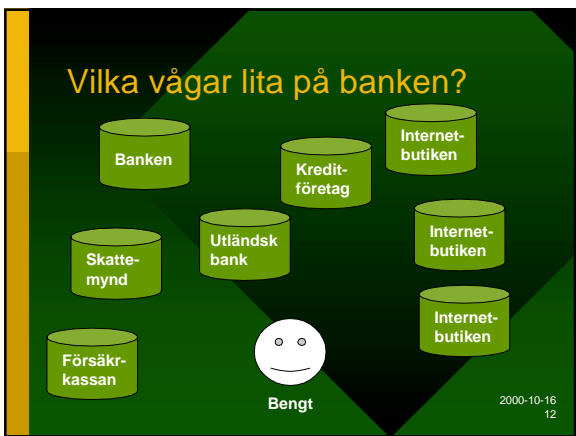 Vilka vågar lita på banken?
Banken
Kredit-
företag
Internet-
butiken
Skatte-
mynd
Utländsk
bank
Internet-
butiken
Försäkr-
kassan
Internet-
butiken
Bengt
2000-10-16
12